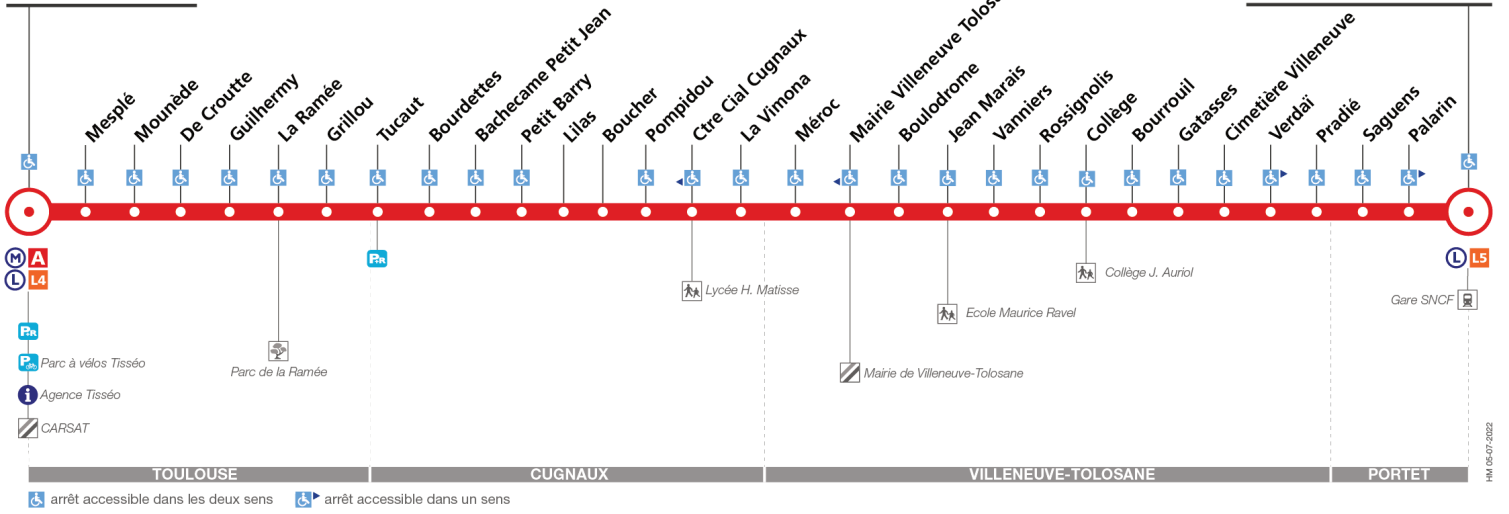 Mesplé
Mounède
De Croutte
Guilhermy
La Ramée
Grillou
Tucaut
Bourdettes
Bachecame Petit Jean
Petit Barry
Lilas
Boucher
Pompidou
Ctre Cial Cugnaux
La Vimona
Méroc
Mairie Villeneuve
Boulodrome
Jean Marais
Vanniers
Rossignolis
Collège
Bourrouil
Gatasses
Cimetière Villeneuve
Verdaï
Pradié
Saguens
Palarin
M A
L L4
P+R
Parc à vélos Tisséo
Agence Tisséo
CARSAT
Parc de la Ramée
P+R
Lycée H. Matisse
Mairie de Villeneuve-Tolosane
Ecole Maurice Ravel
Collège J. Auriol
L L5
Gare SNCF
TOULOUSE
CUGNAUX
VILLENEUVE-TOLOSANE
PORTET
arrêt accessible dans les deux sens
arrêt accessible dans un sens
HM 05-07-2022